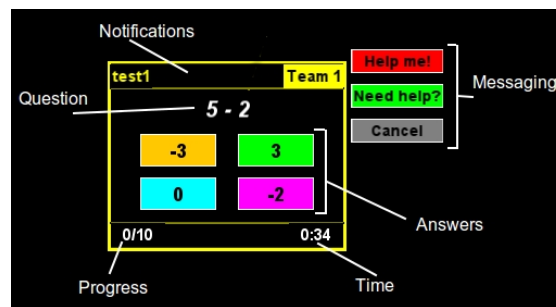 Notifications
test1
Team 1
Help me!
Messaging
Question
5 - 2
Need help?
Cancel
-3
3
0
-2
Answers
0/10
0:34
Progress
Time